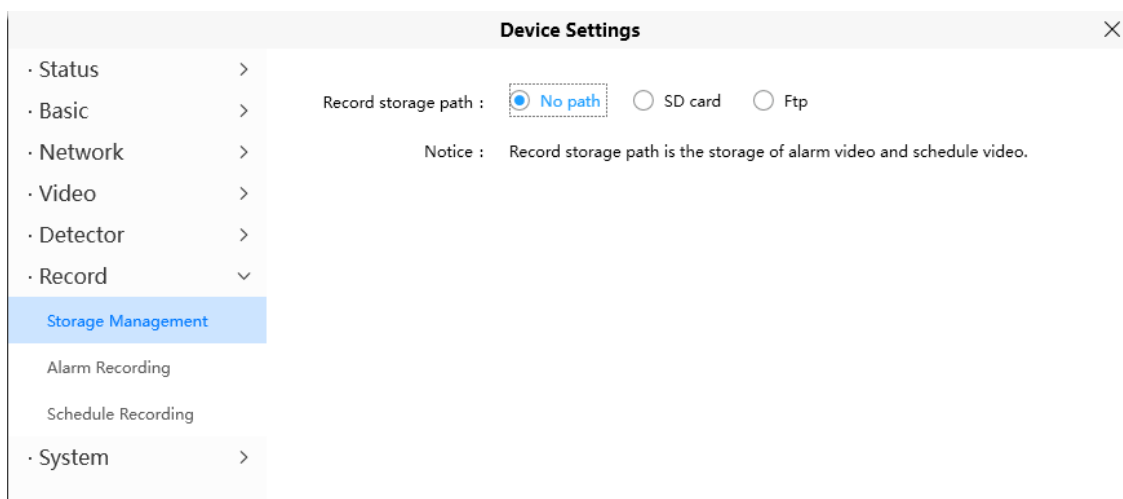 Device Settings
· Status
· Basic
· Network
· Video
· Detector
· Record
Storage Management
Alarm Recording
Schedule Recording
· System
Record storage path : No path SD card Ftp
Notice : Record storage path is the storage of alarm video and schedule video.